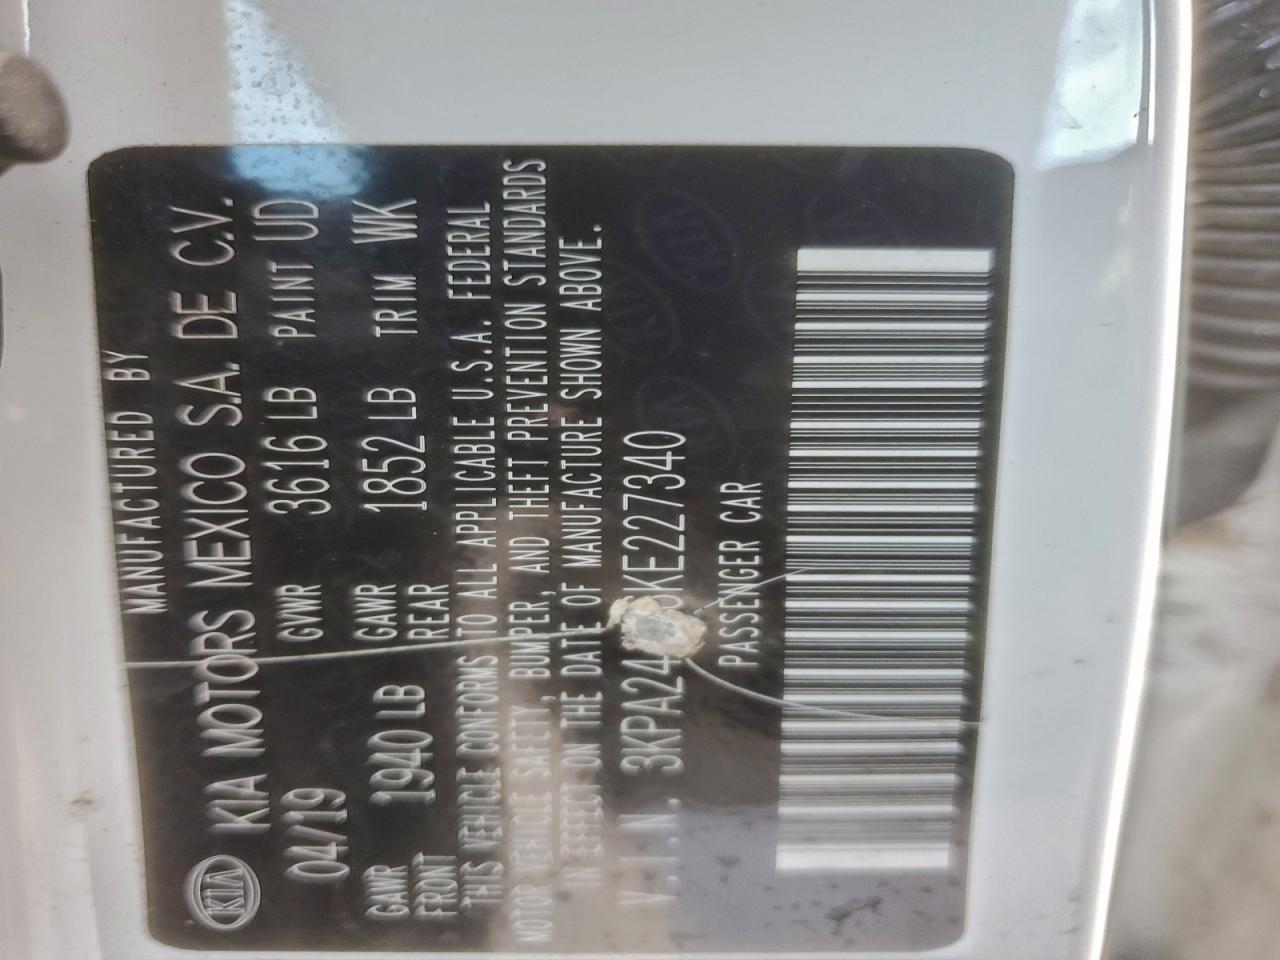 MANUFACTURED BY
KIA KIA MOTORS MEXICO S.A. DE C.V.
04/19 GVWR 3616 LB PAINT UD
GAWR FRONT 1940 LB GAWR REAR 1852 LB TRIM WK
THIS VEHICLE CONFORMS TO ALL APPLICABLE U.S.A. FEDERAL
MOTOR VEHICLE SAFETY, BUMPER, AND THEFT PREVENTION STANDARDS
IN EFFECT ON THE DATE OF MANUFACTURE SHOWN ABOVE.
V.I.N. 3KPA24 KE227340
PASSENGER CAR